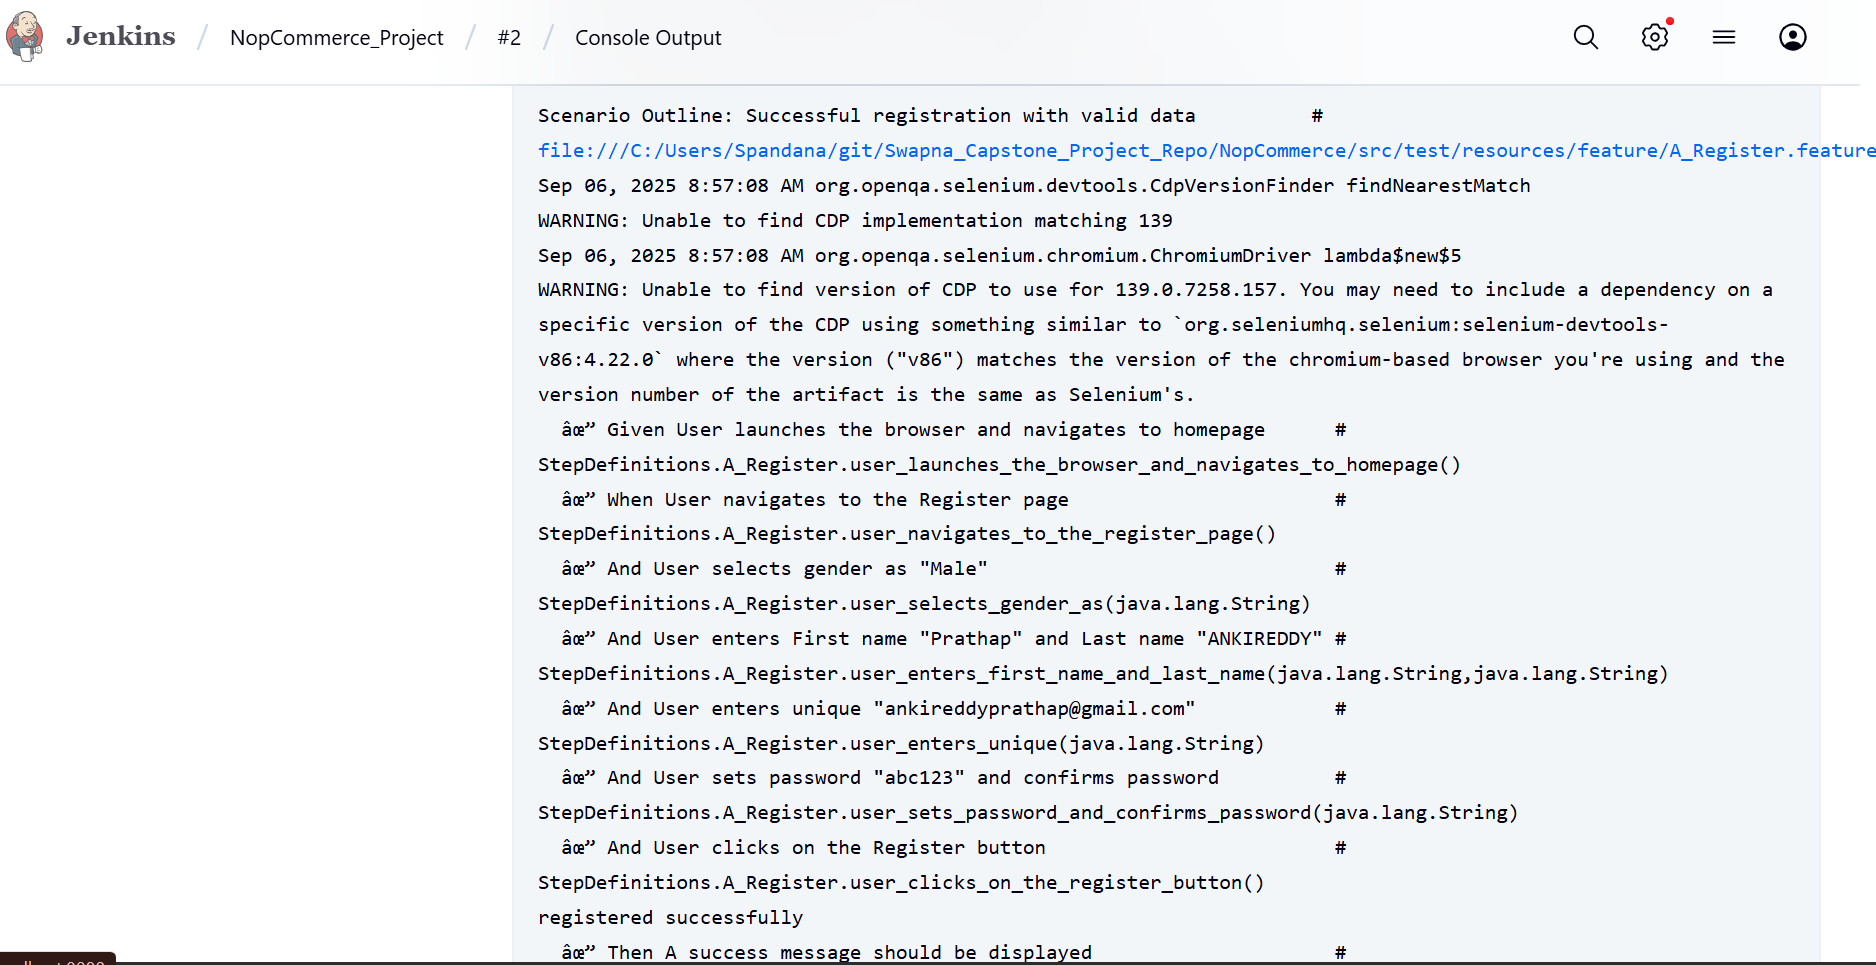 Jenkins / NopCommerce_Project / #2 / Console Output
Scenario Outline: Successful registration with valid data #
file:///C:/Users/Spandana/git/Swapna_Capstone_Project_Repo/NopCommerce/src/test/resources/feature/A_Register.feature
Sep 06, 2025 8:57:08 AM org.openqa.selenium.devtools.CdpVersionFinder findNearestMatch
WARNING: Unable to find CDP implementation matching 139
Sep 06, 2025 8:57:08 AM org.openqa.selenium.chromium.ChromiumDriver lambda$new$5
WARNING: Unable to find version of CDP to use for 139.0.7258.157. You may need to include a dependency on a
specific version of the CDP using something similar to `org.seleniumhq.selenium:selenium-devtools-
v86:4.22.0` where the version ("v86") matches the version of the chromium-based browser you're using and the
version number of the artifact is the same as Selenium's.
âœ” Given User launches the browser and navigates to homepage #
StepDefinitions.A_Register.user_launches_the_browser_and_navigates_to_homepage()
âœ” When User navigates to the Register page #
StepDefinitions.A_Register.user_navigates_to_the_register_page()
âœ” And User selects gender as "Male" #
StepDefinitions.A_Register.user_selects_gender_as(java.lang.String)
âœ” And User enters First name "Prathap" and Last name "ANKIREDDY" #
StepDefinitions.A_Register.user_enters_first_name_and_last_name(java.lang.String,java.lang.String)
âœ” And User enters unique "ankireddyprathap@gmail.com" #
StepDefinitions.A_Register.user_enters_unique(java.lang.String)
âœ” And User sets password "abc123" and confirms password #
StepDefinitions.A_Register.user_sets_password_and_confirms_password(java.lang.String)
âœ” And User clicks on the Register button #
StepDefinitions.A_Register.user_clicks_on_the_register_button()
registered successfully
âœ” Then A success message should be displayed #